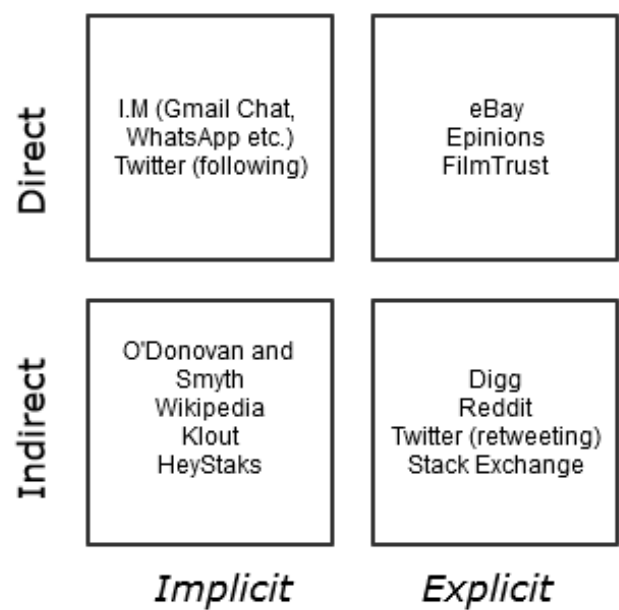 Direct
I.M (Gmail Chat,
WhatsApp etc.)
Twitter (following)
eBay
Epinions
FilmTrust
Indirect
O'Donovan and
Smyth
Wikipedia
Klout
HeyStaks
Digg
Reddit
Twitter (retweeting)
Stack Exchange
Implicit
Explicit